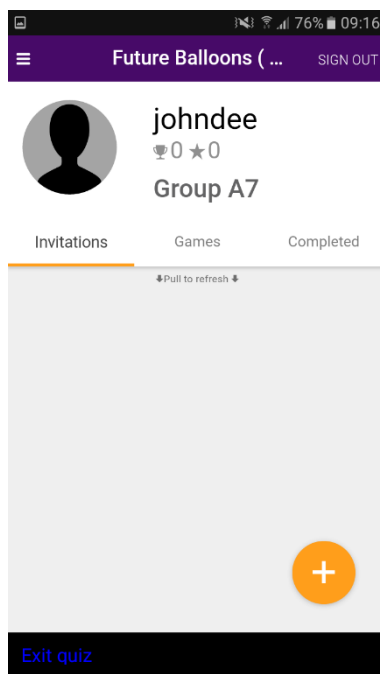 76% 09:16
Future Balloons ( ... SIGN OUT
johndee
0 0
Group A7
Invitations Games Completed
Pull to refresh
Exit quiz